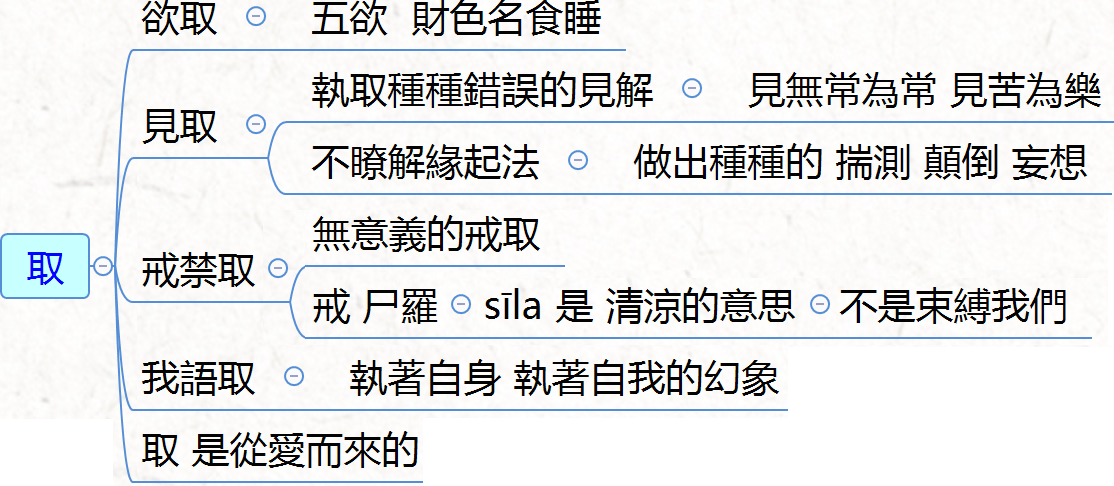 欲取 五欲 財色名食睡
執取種種錯誤的見解 見無常為常 見苦為樂
見取
不瞭解緣起法 做出種種的 揣測 顛倒 妄想
無意義的戒取
取
戒禁取
戒 尸羅 sīla 是 清涼的意思 不是束縛我們
我語取 執著自身 執著自我的幻象
取 是從愛而來的